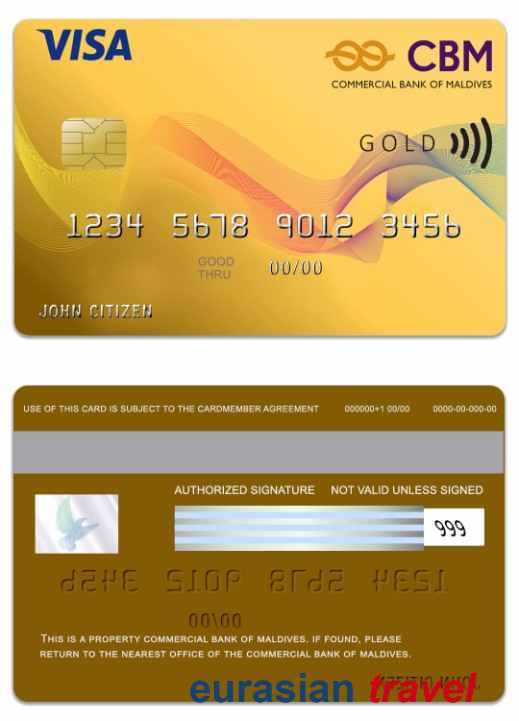 VISA
CBM
COMMERCIAL BANK OF MALDIVES
GOLD
1234 5678 9012 3456
GOOD
THRU
00/00
JOHN CITIZEN
USE OF THIS CARD IS SUBJECT TO THE CARDMEMBER AGREEMENT 000000+1 00/00 0000-00-000-00
AUTHORIZED SIGNATURE NOT VALID UNLESS SIGNED
999
THIS IS A PROPERTY COMMERCIAL BANK OF MALDIVES. IF FOUND, PLEASE
RETURN TO THE NEAREST OFFICE OF THE COMMERCIAL BANK OF MALDIVES.
eurasian travel